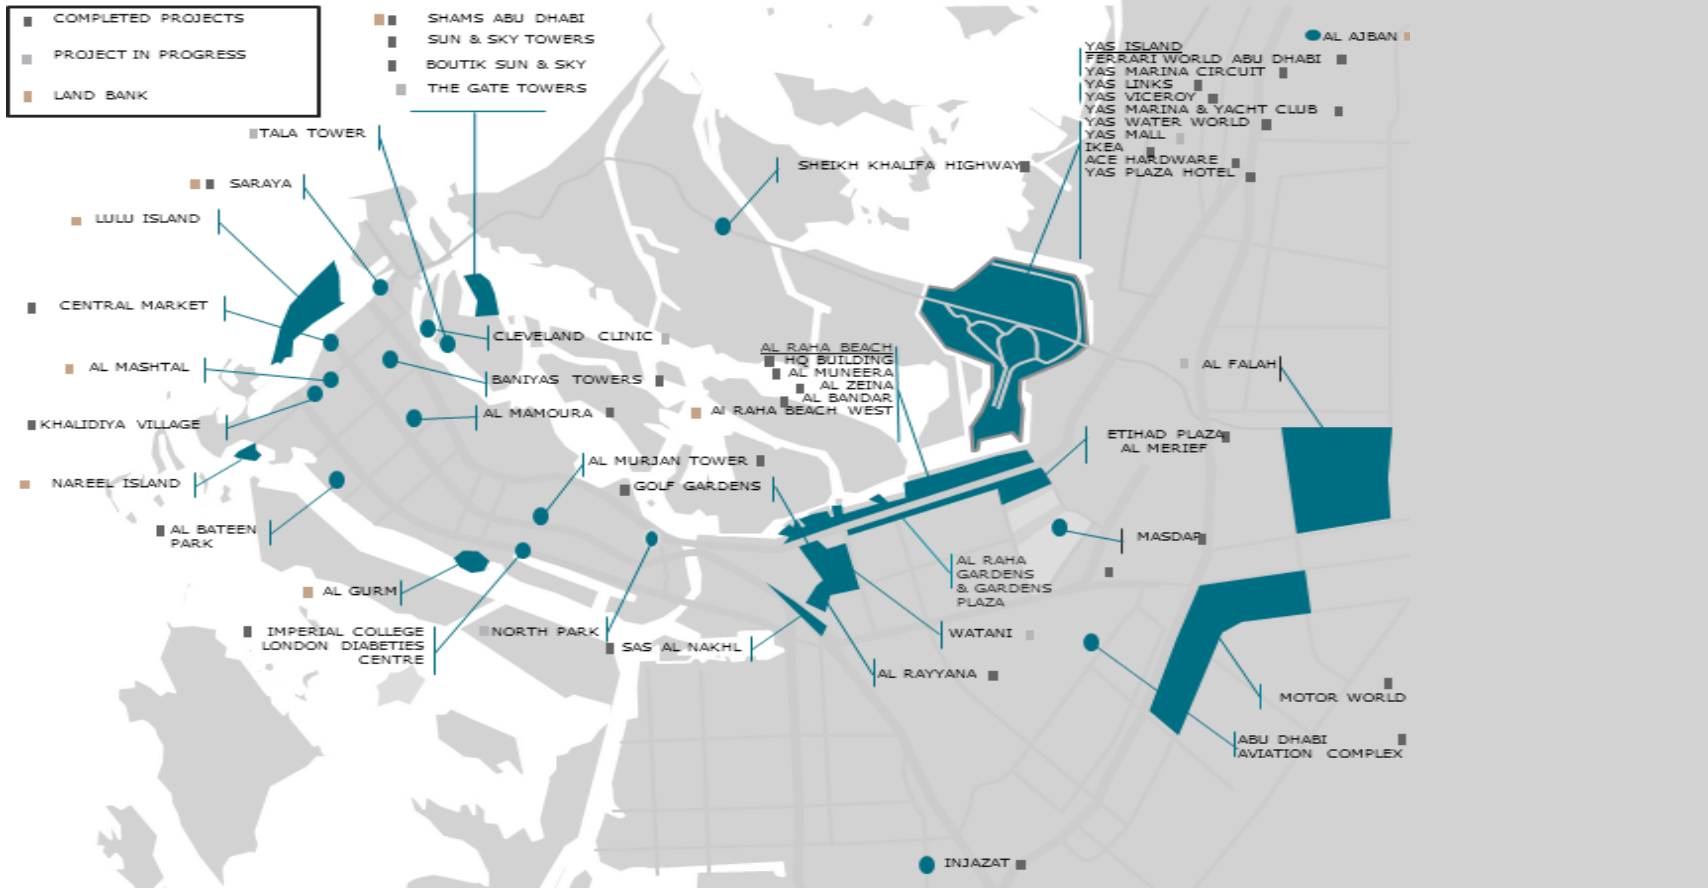 COMPLETED PROJECTS
PROJECT IN PROGRESS
LAND BANK
SHAMS ABU DHABI
SUN & SKY TOWERS
BOUTIK SUN & SKY
THE GATE TOWERS
TALA TOWER
SARAYA
LULU ISLAND
CENTRAL MARKET
AL MASHTAL
KHALIDIYA VILLAGE
NAREEL ISLAND
AL BATEEN
PARK
AL GURM
IMPERIAL COLLEGE
LONDON DIABETIES
CENTRE
CLEVELAND CLINIC
BANIYAS TOWERS
AL MAMOURA
AL MURJAN TOWER
GOLF GARDENS
NORTH PARK
SAS AL NAKHL
SHEIKH KHALIFA HIGHWAY
AL RAHA BEACH
HQ BUILDING
AL MUNEERA
AL ZEINA
AL BANDAR
Al RAHA BEACH WEST
YAS ISLAND
FERRARI WORLD ABU DHABI
YAS MARINA CIRCUIT
YAS LINKS
YAS VICEROY
YAS MARINA & YACHT CLUB
YAS WATER WORLD
YAS MALL
IKEA
ACE HARDWARE
YAS PLAZA HOTEL
AL AJBAN
AL FALAH
ETIHAD PLAZA
AL MERIEF
MASDAR
AL RAHA
GARDENS
& GARDENS
PLAZA
WATANI
AL RAYYANA
MOTOR WORLD
ABU DHABI
AVIATION COMPLEX
INJAZAT